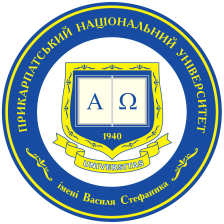 ПРИКАРПАТСЬКИЙ НАЦІОНАЛЬНИЙ УНІВЕРСИТЕТ
Α Ω
1940
UNIVERSITAS
імені Василя Стефаника